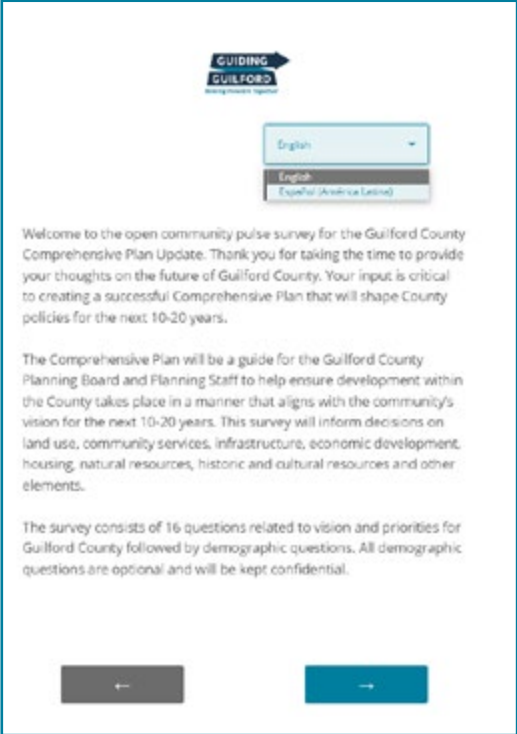 GUIDING
GUILFORD
Moving Forward Together
English
English
Español (América Latina)
Welcome to the open community pulse survey for the Guilford County
Comprehensive Plan Update. Thank you for taking the time to provide
your thoughts on the future of Guilford County. Your input is critical
to creating a successful Comprehensive Plan that will shape County
policies for the next 10-20 years.
The Comprehensive Plan will be a guide for the Guilford County
Planning Board and Planning Staff to help ensure development within
the County takes place in a manner that aligns with the community's
vision for the next 10-20 years. This survey will inform decisions on
land use, community services, infrastructure, economic development,
housing, natural resources, historic and cultural resources and other
elements.
The survey consists of 16 questions related to vision and priorities for
Guilford County followed by demographic questions. All demographic
questions are optional and will be kept confidential.
←
→